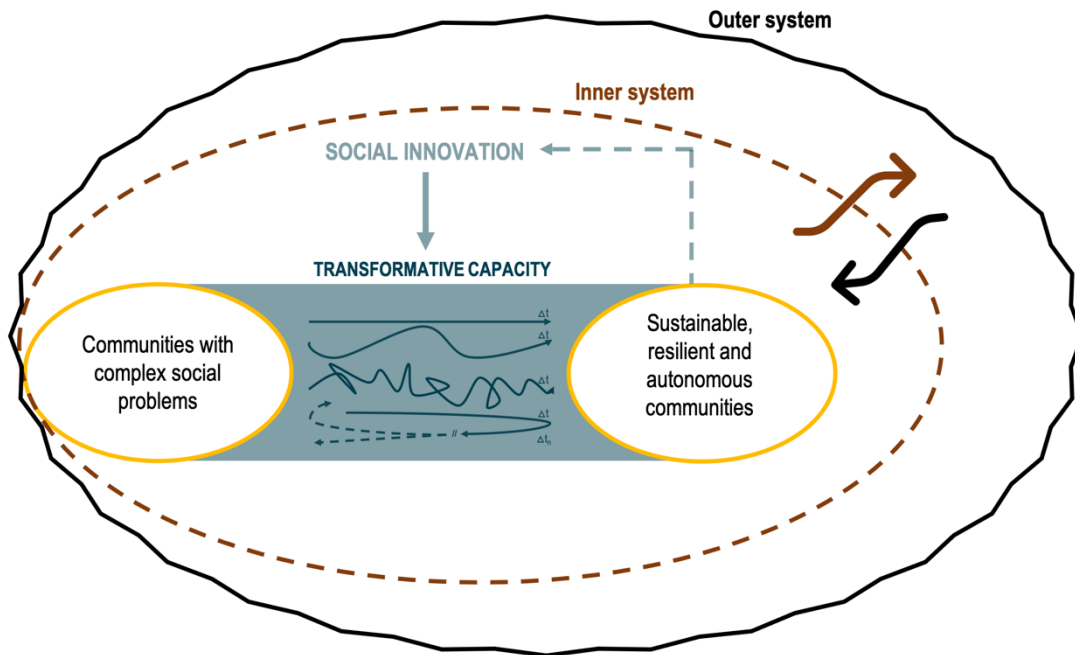 Outer system
Inner system
SOCIAL INNOVATION
TRANSFORMATIVE CAPACITY
Communities with
complex social
problems
Δt
Δt
Δt
Δt
//
Δtn
Sustainable,
resilient and
autonomous
communities